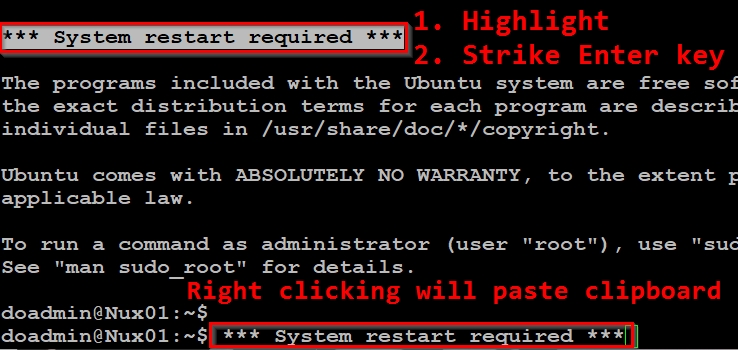 *** System restart required ***
1. Highlight
2. Strike Enter key
The programs included with the Ubuntu system are free sof
the exact distribution terms for each program are describ
individual files in /usr/share/doc/*/copyright.
Ubuntu comes with ABSOLUTELY NO WARRANTY, to the extent p
applicable law.
To run a command as administrator (user "root"), use "sud
See "man sudo_root" for details.
Right clicking will paste clipboard
doadmin@Nux01:~$
doadmin@Nux01:~$ *** System restart required ***